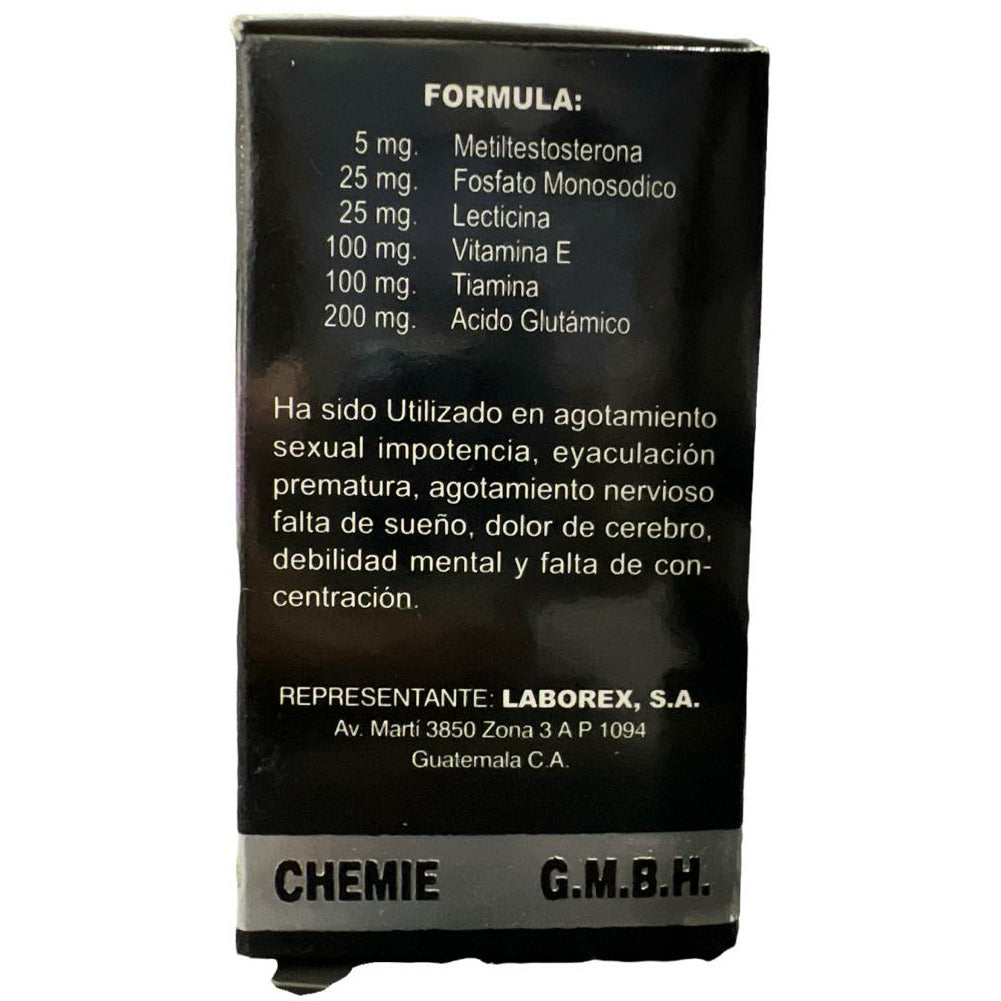 FORMULA:
5 mg. Metiltestosterona
25 mg. Fosfato Monosodico
25 mg. Lecticina
100 mg. Vitamina E
100 mg. Tiamina
200 mg. Acido Glutámico
Ha sido Utilizado en agotamiento
sexual impotencia, eyaculación
prematura, agotamiento nervioso
falta de sueño, dolor de cerebro,
debilidad mental y falta de con-
centración.
REPRESENTANTE: LABOREX, S.A.
Av. Martí 3850 Zona 3 A P 1094
Guatemala C.A.
CHEMIE G.M.B.H.